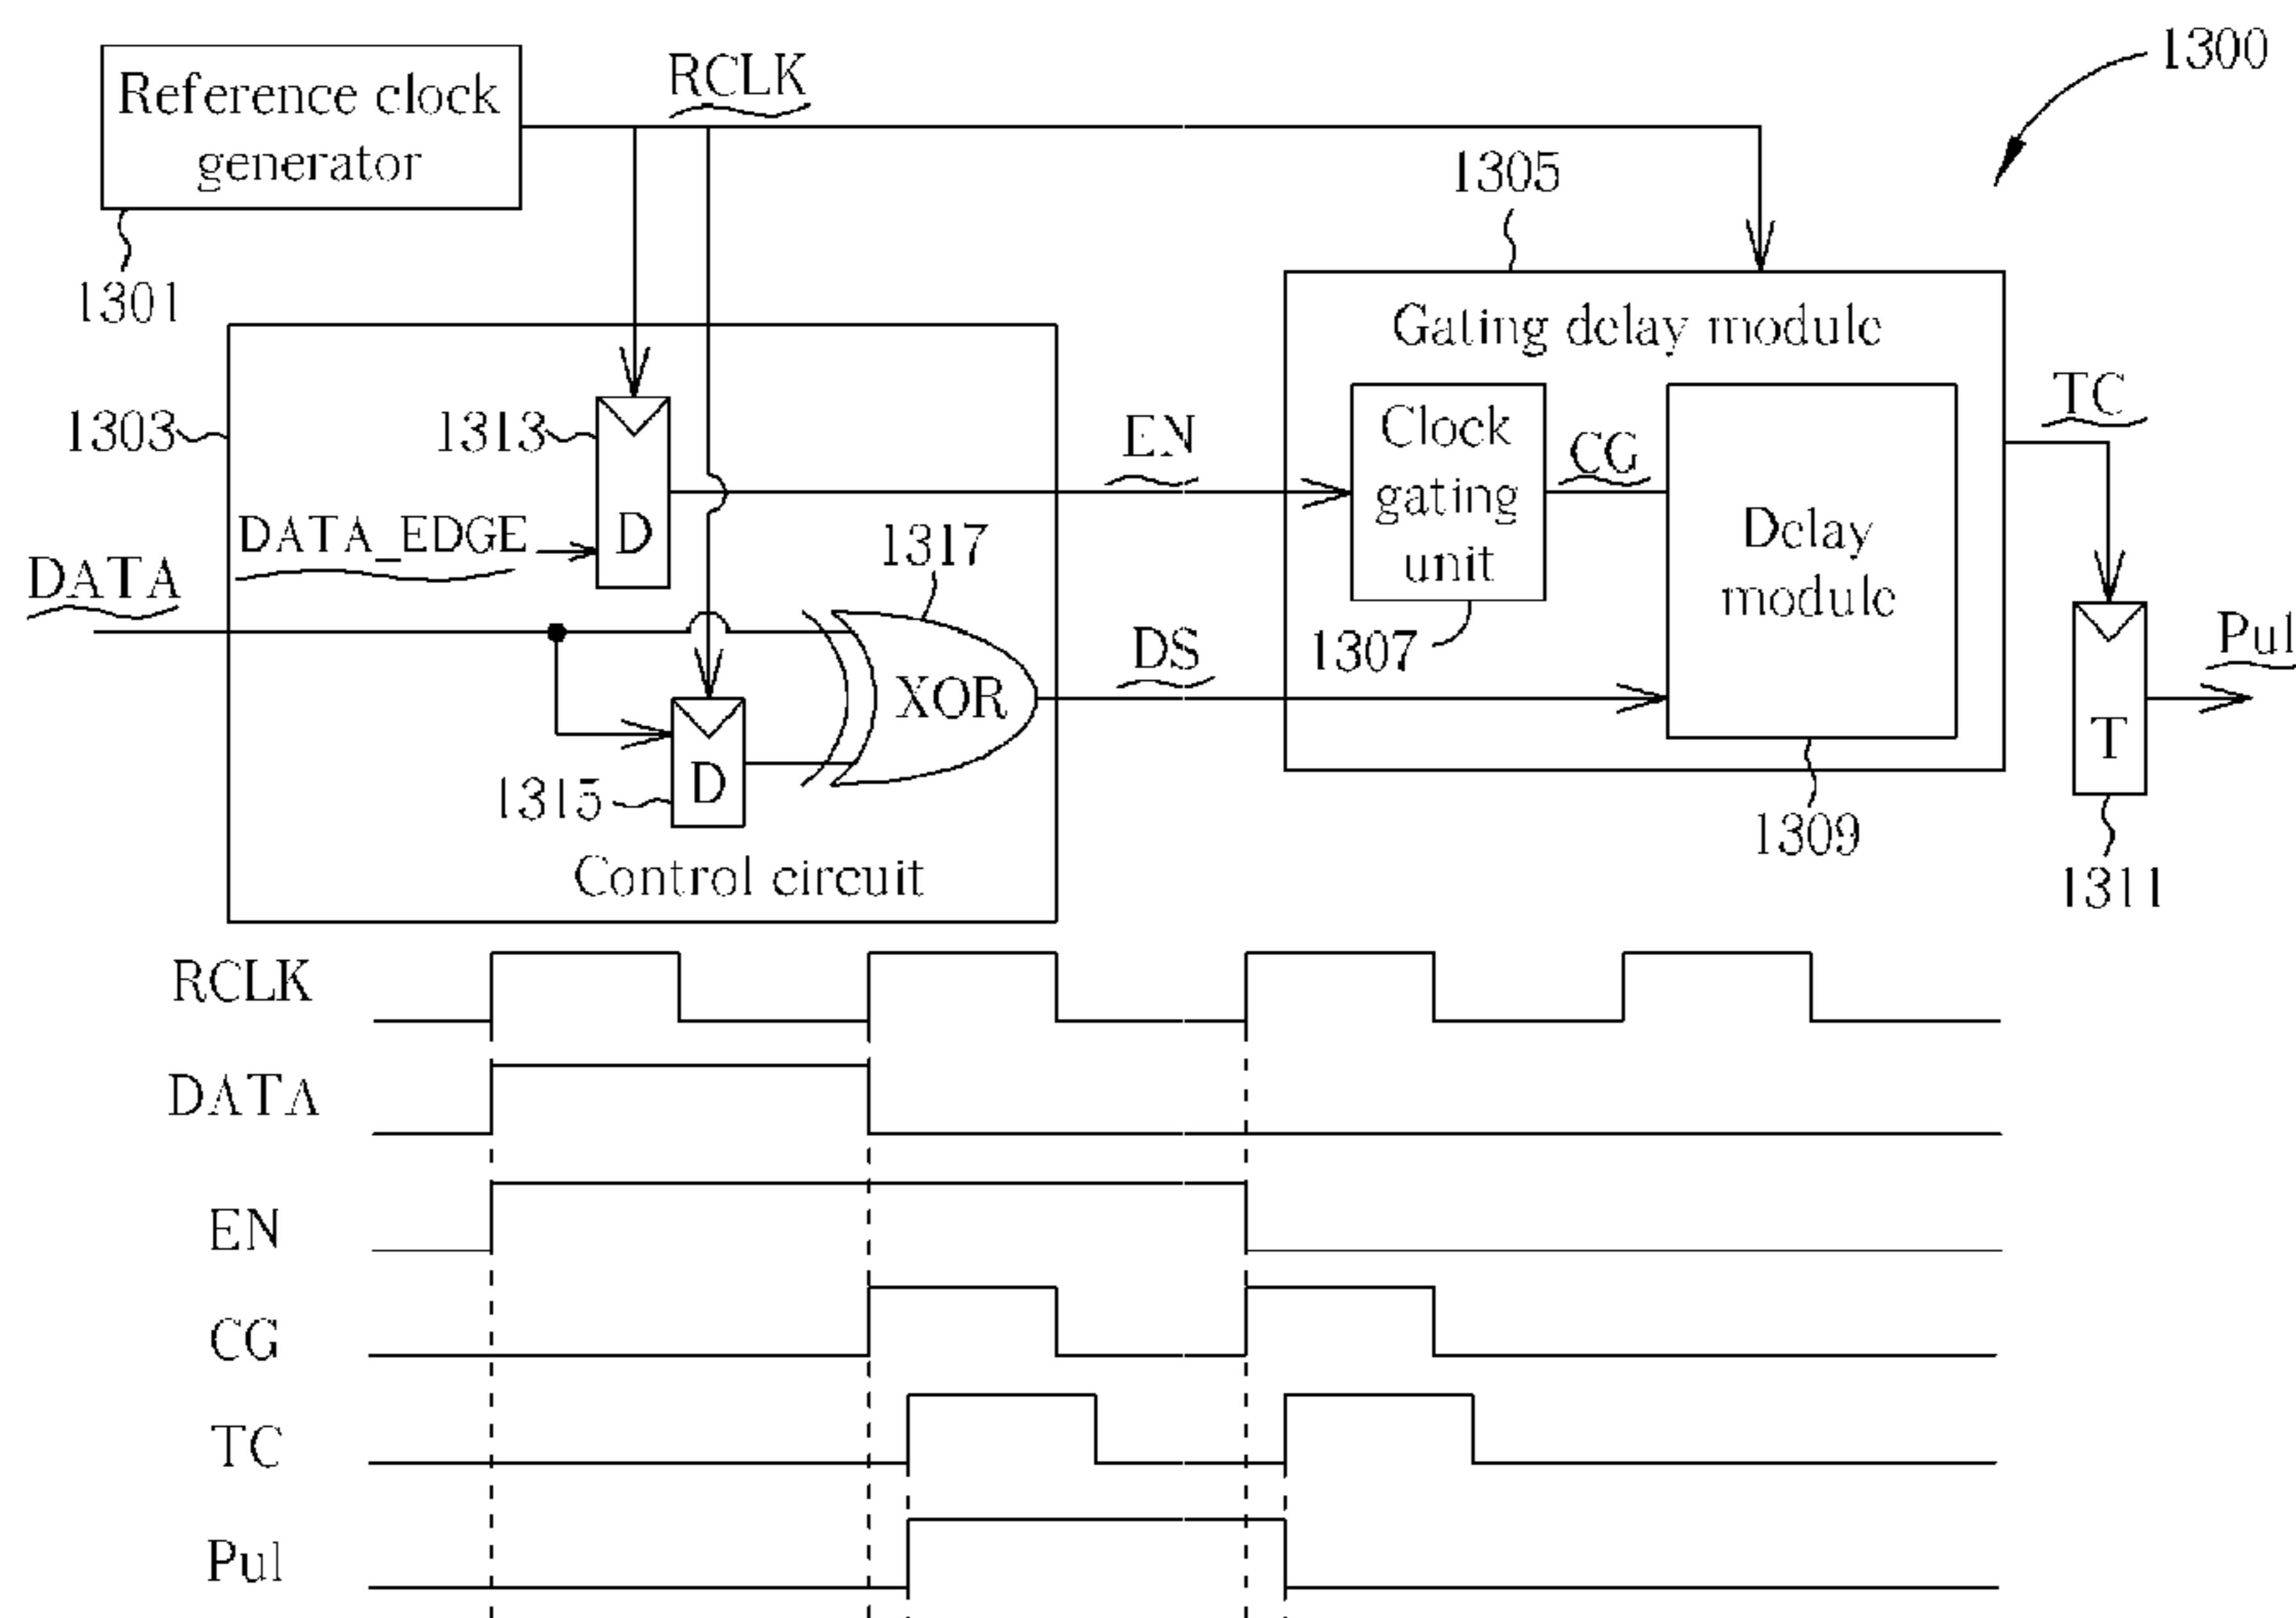 1300
Reference clock
generator
RCLK
1305
1301
Gating delay module
TC
1303
1313
EN
Clock
gating
unit
CG
Delay
module
DATA_EDGE
D
1317
DATA
DS
1307
Pul
XOR
1315
D
T
1309
1311
Control circuit
RCLK
DATA
EN
CG
TC
Pul